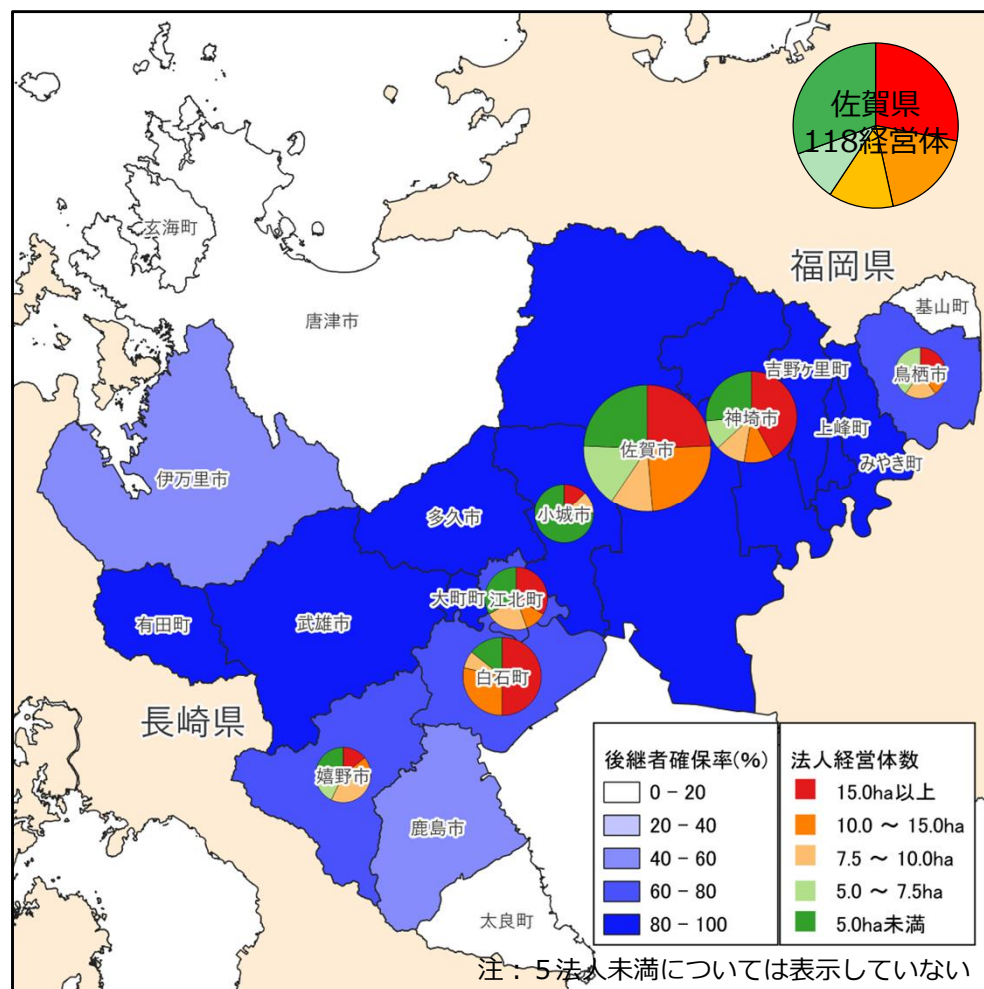 佐賀県
118経営体
玄海町
福岡県
基山町
唐津市
吉野ヶ里町
鳥栖市
神埼市
上峰町
佐賀市
みやき町
伊万里市
多久市
小城市
大町町
江北町
有田町
武雄市
白石町
長崎県
嬉野市
鹿島市
太良町
後継者確保率(%)
0 - 20
20 - 40
40 - 60
60 - 80
80 - 100
法人経営体数
15.0ha以上
10.0 ~ 15.0ha
7.5 ~ 10.0ha
5.0 ~ 7.5ha
5.0ha未満
注：５法人未満については表示していない